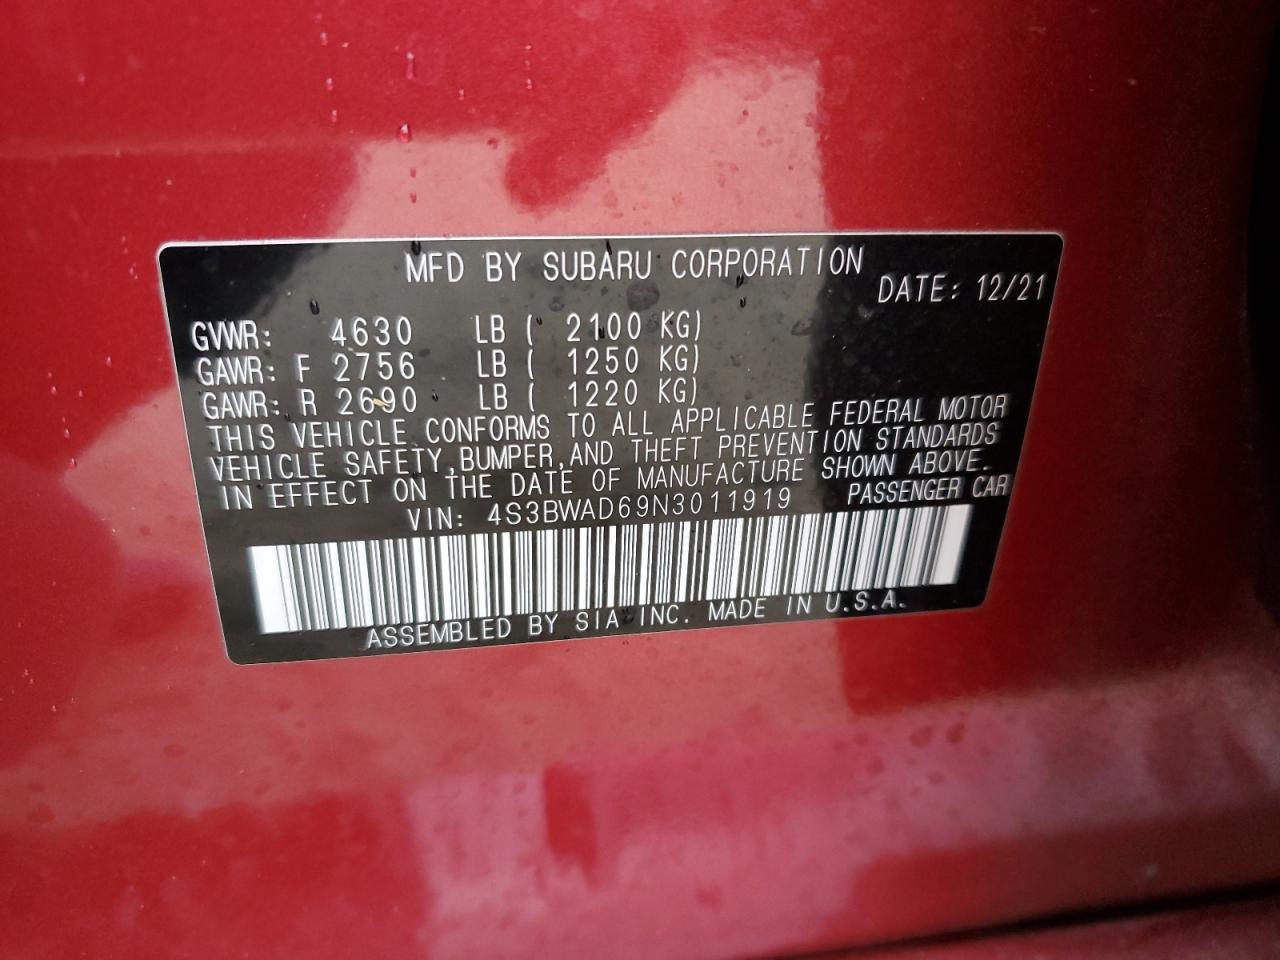 MFD BY SUBARU CORPORATION
DATE: 12/21
GVWR: 4630 LB ( 2100 KG)
GAWR: F 2756 LB ( 1250 KG)
GAWR: R 2690 LB ( 1220 KG)
THIS VEHICLE CONFORMS TO ALL APPLICABLE FEDERAL MOTOR
VEHICLE SAFETY,BUMPER,AND THEFT PREVENTION STANDARDS
IN EFFECT ON THE DATE OF MANUFACTURE SHOWN ABOVE.
VIN: 4S3BWAD69N3011919 PASSENGER CAR
ASSEMBLED BY SIA INC. MADE IN U.S.A.